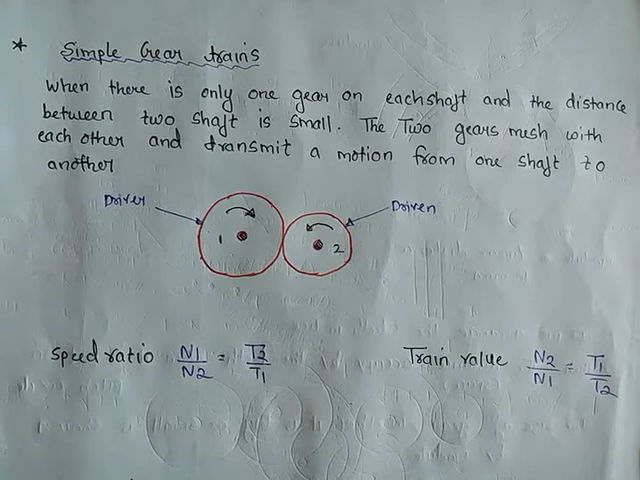 * Simple Gear trains
When there is only one gear on each shaft and the distance
between two shaft is small. The Two gears mesh with
each other and transmit a motion from one shaft to
another
Driver
Driven
1
2
Speed ratio N1/N2 = T2/T1
Train value N2/N1 = T1/T2